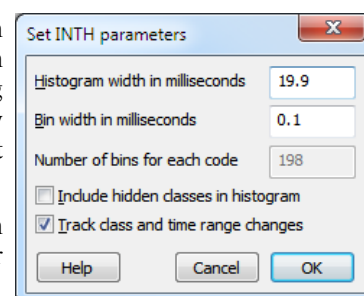 Set INTH parameters
Histogram width in milliseconds 19.9
Bin width in milliseconds 0.1
Number of bins for each code 198
Include hidden classes in histogram
Track class and time range changes
Help Cancel OK